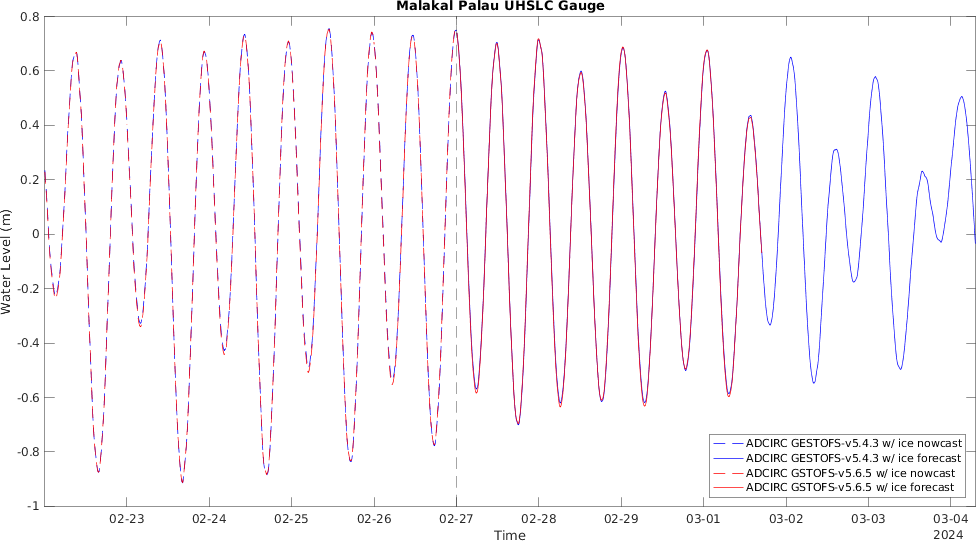 Malakal Palau UHSLC Gauge
0.8
0.6
0.4
0.2
0
-0.2
-0.4
-0.6
-0.8
-1
Water Level (m)
ADCIRC GESTOFS-v5.4.3 w/ ice nowcast
ADCIRC GESTOFS-v5.4.3 w/ ice forecast
ADCIRC GSTOFS-v5.6.5 w/ ice nowcast
ADCIRC GSTOFS-v5.6.5 w/ ice forecast
02-23 02-24 02-25 02-26 02-27 02-28 02-29 03-01 03-02 03-03 03-04
Time
2024